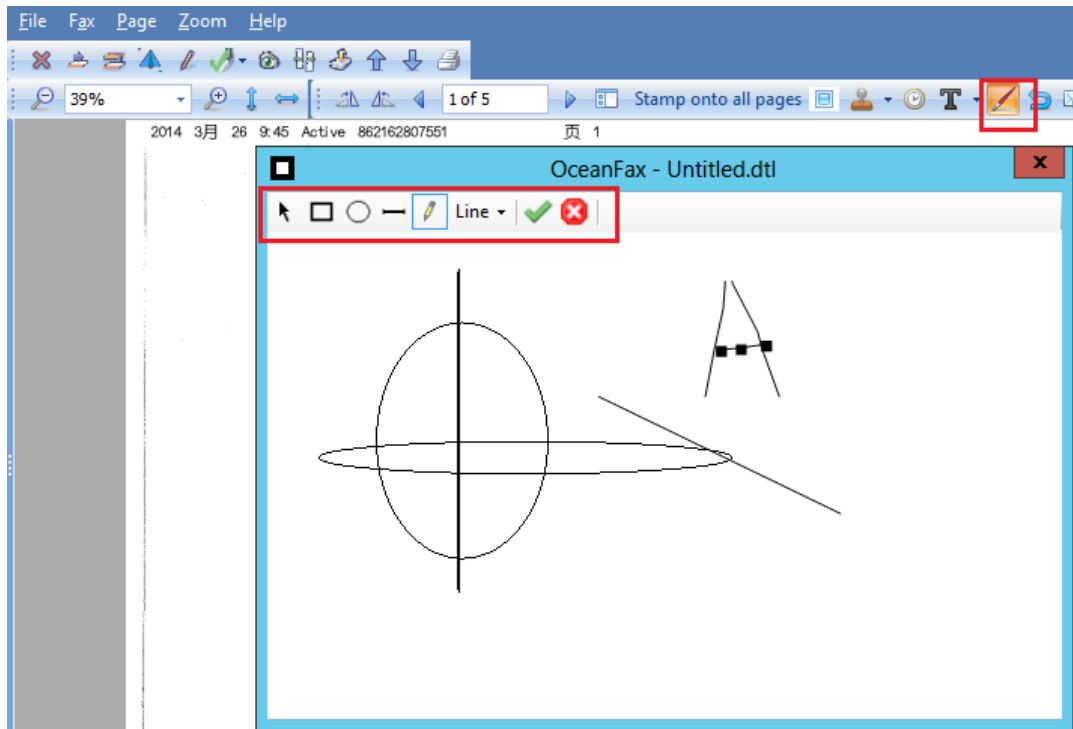 File Fax Page Zoom Help
39% 1 of 5 Stamp onto all pages T
2014 3月 26 9:45 Active 862162807551 页 1
OceanFax - Untitled.dtl x
Line
A